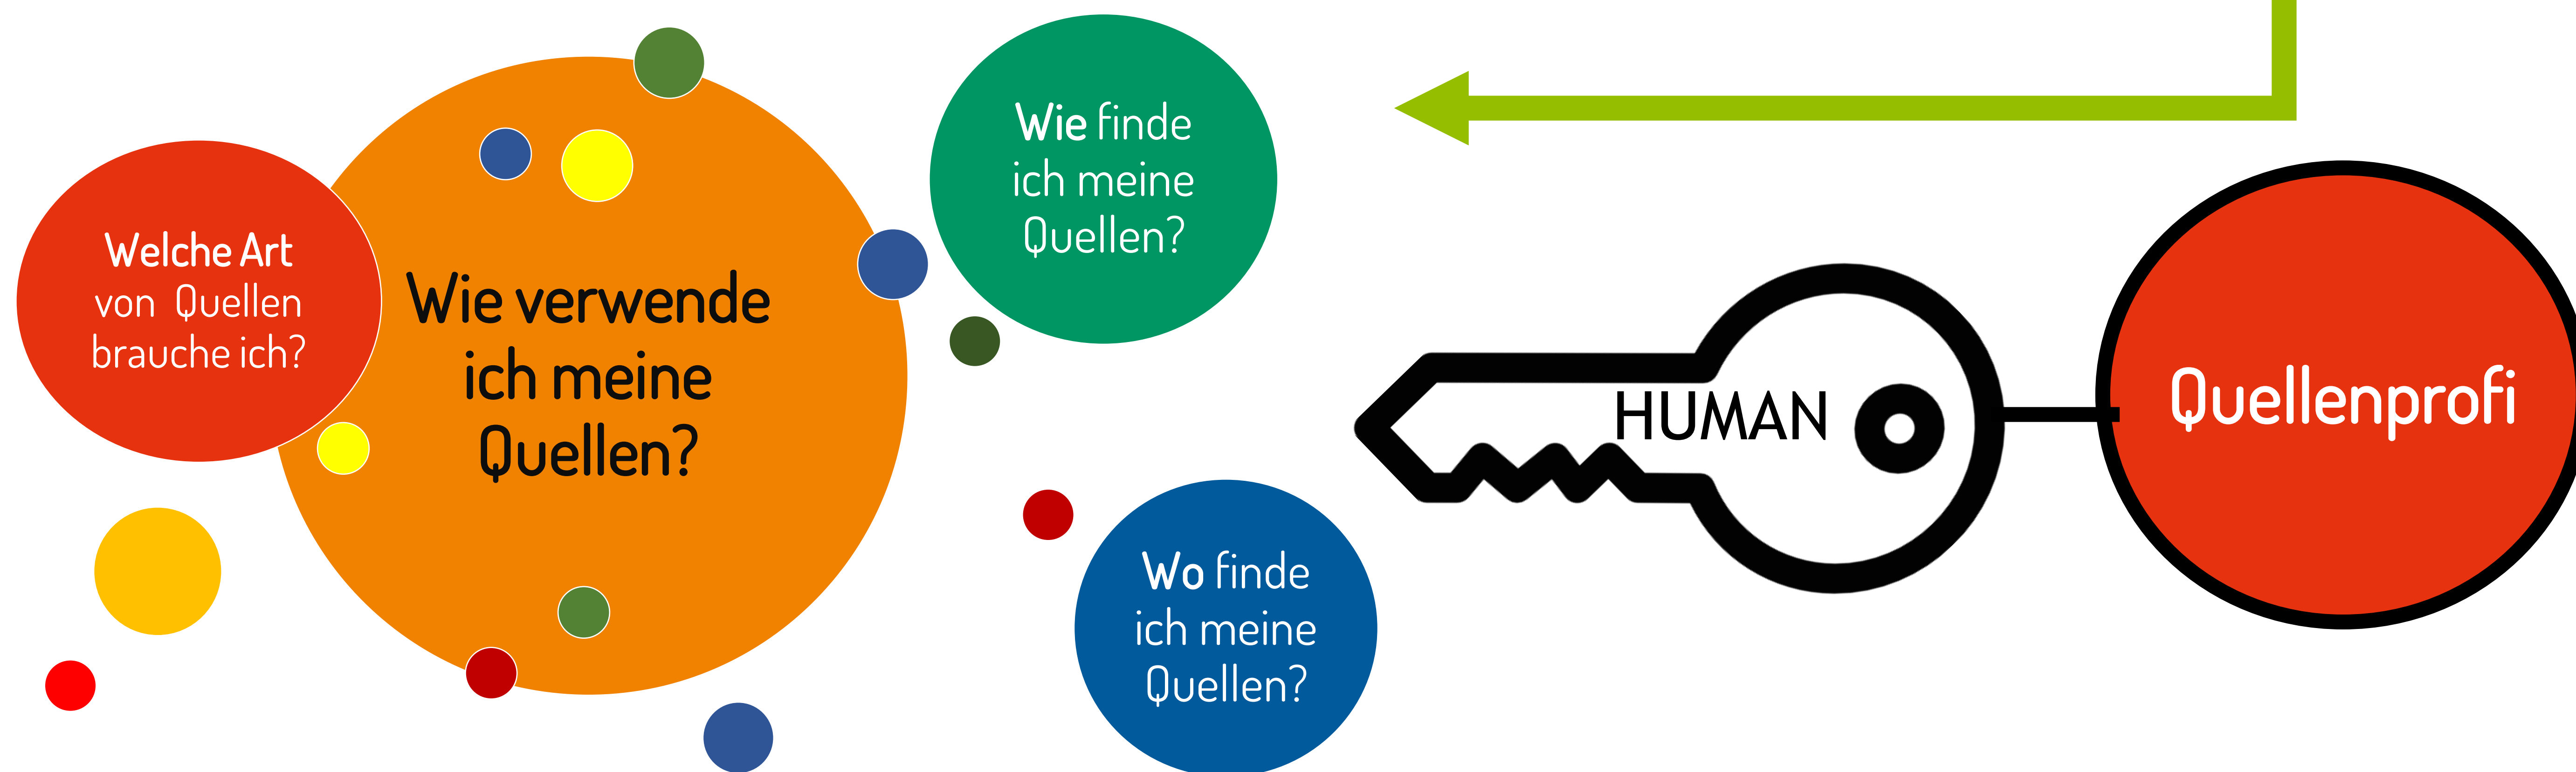 Welche Art
von Quellen
brauche ich?
Wie verwende
ich meine
Quellen?
Wie finde
ich meine
Quellen?
Wo finde
ich meine
Quellen?
HUMAN
Quellenprofi